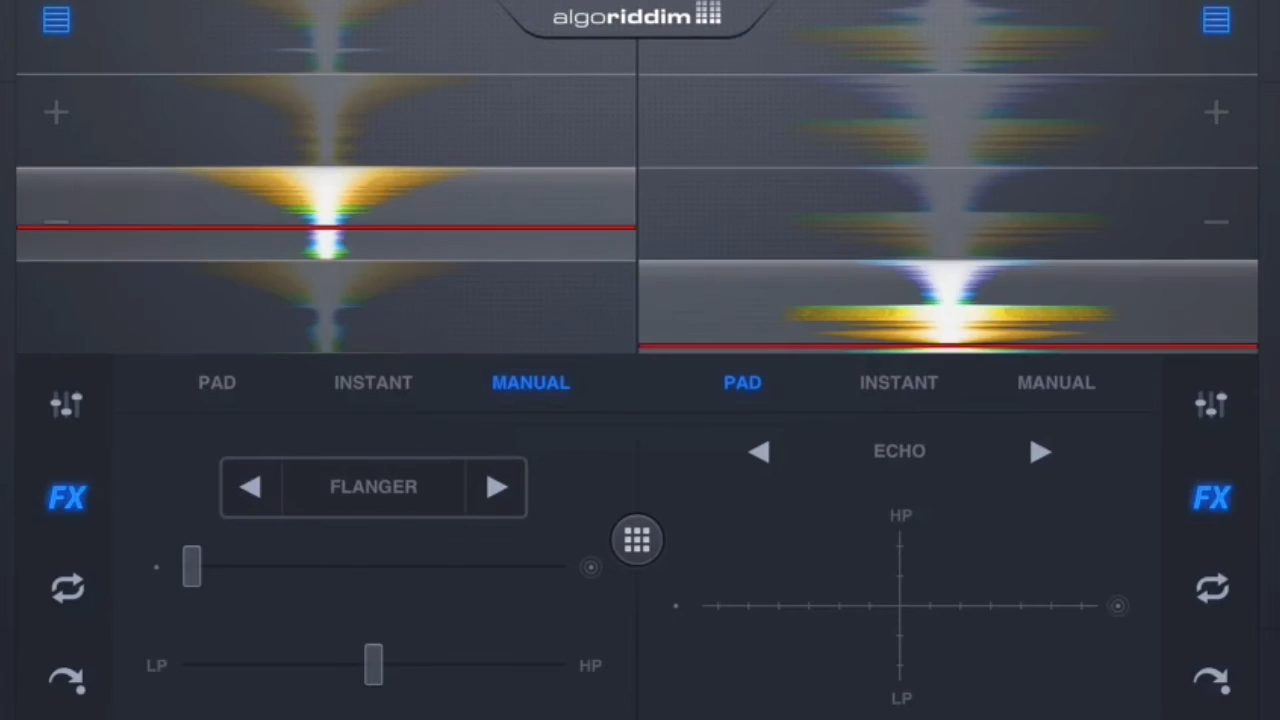 algoriddim
PAD INSTANT MANUAL PAD INSTANT MANUAL
ECHO
FLANGER
FX FX
HP
LP HP
LP